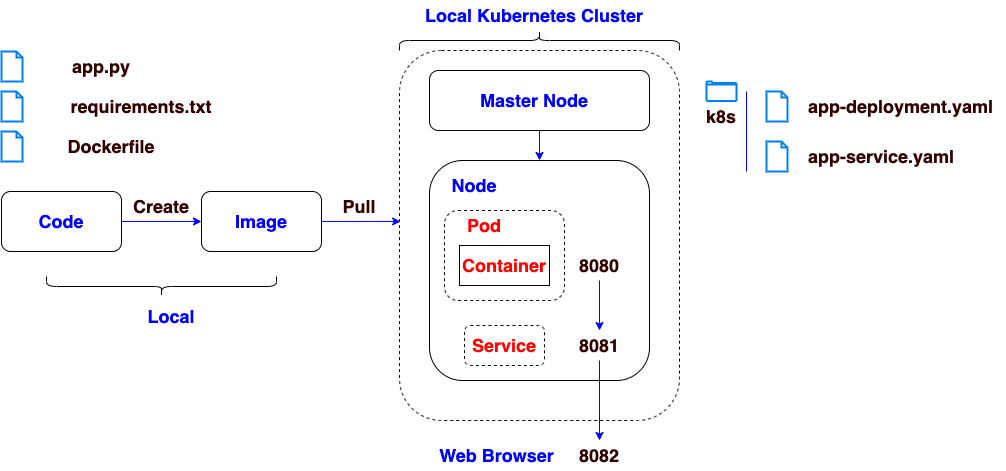 Local Kubernetes Cluster
app.py
requirements.txt
Dockerfile
Master Node
k8s
app-deployment.yaml
app-service.yaml
Code
Create
Image
Pull
Local
Node
Pod
Container
8080
Service
8081
Web Browser
8082